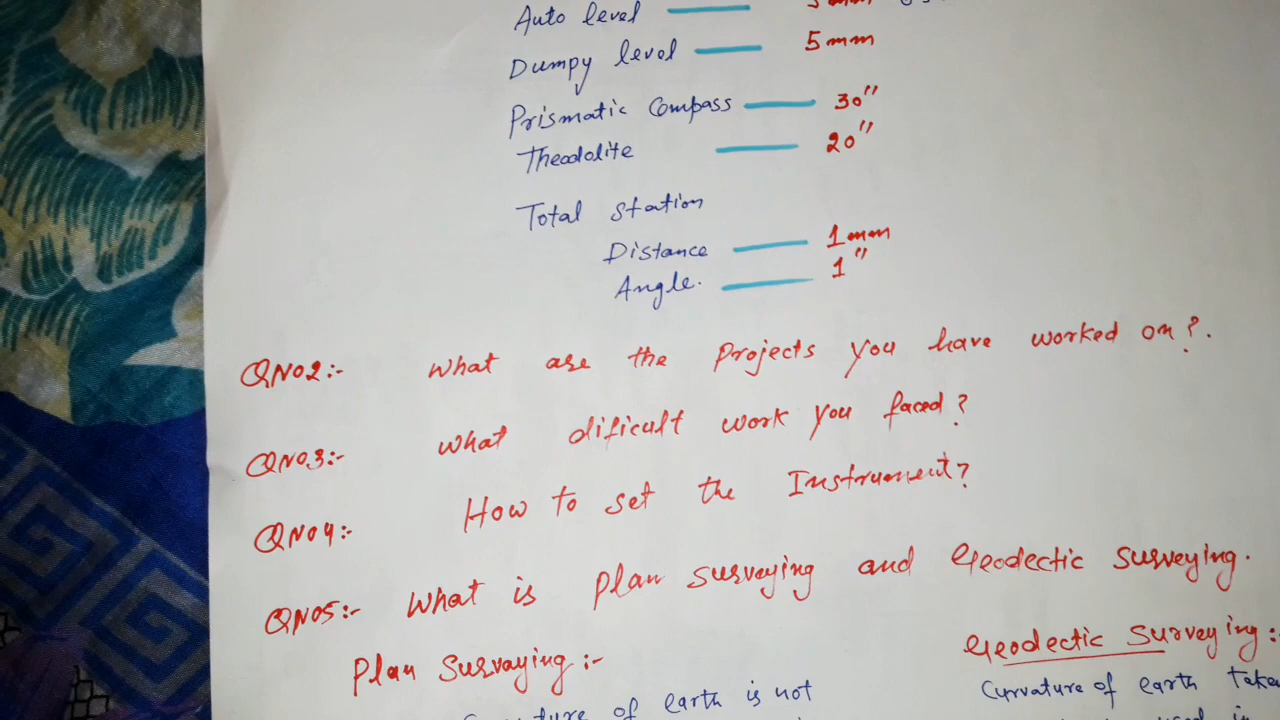 Auto level
Dumpy level 5mm
Prismatic Compass 30"
Theodolite 20"
Total station
Distance 1mm
Angle. 1"
QNO2:- What are the projects you have worked on?.
QNO3:- What dificult work you faced?
QNO4:- How to set the Instrument?
QNO5:- What is plan surveying and Geodectic surveying.
Plan Survaying :-
Geodectic Surveying :-
of earth is not
Curvature of earth